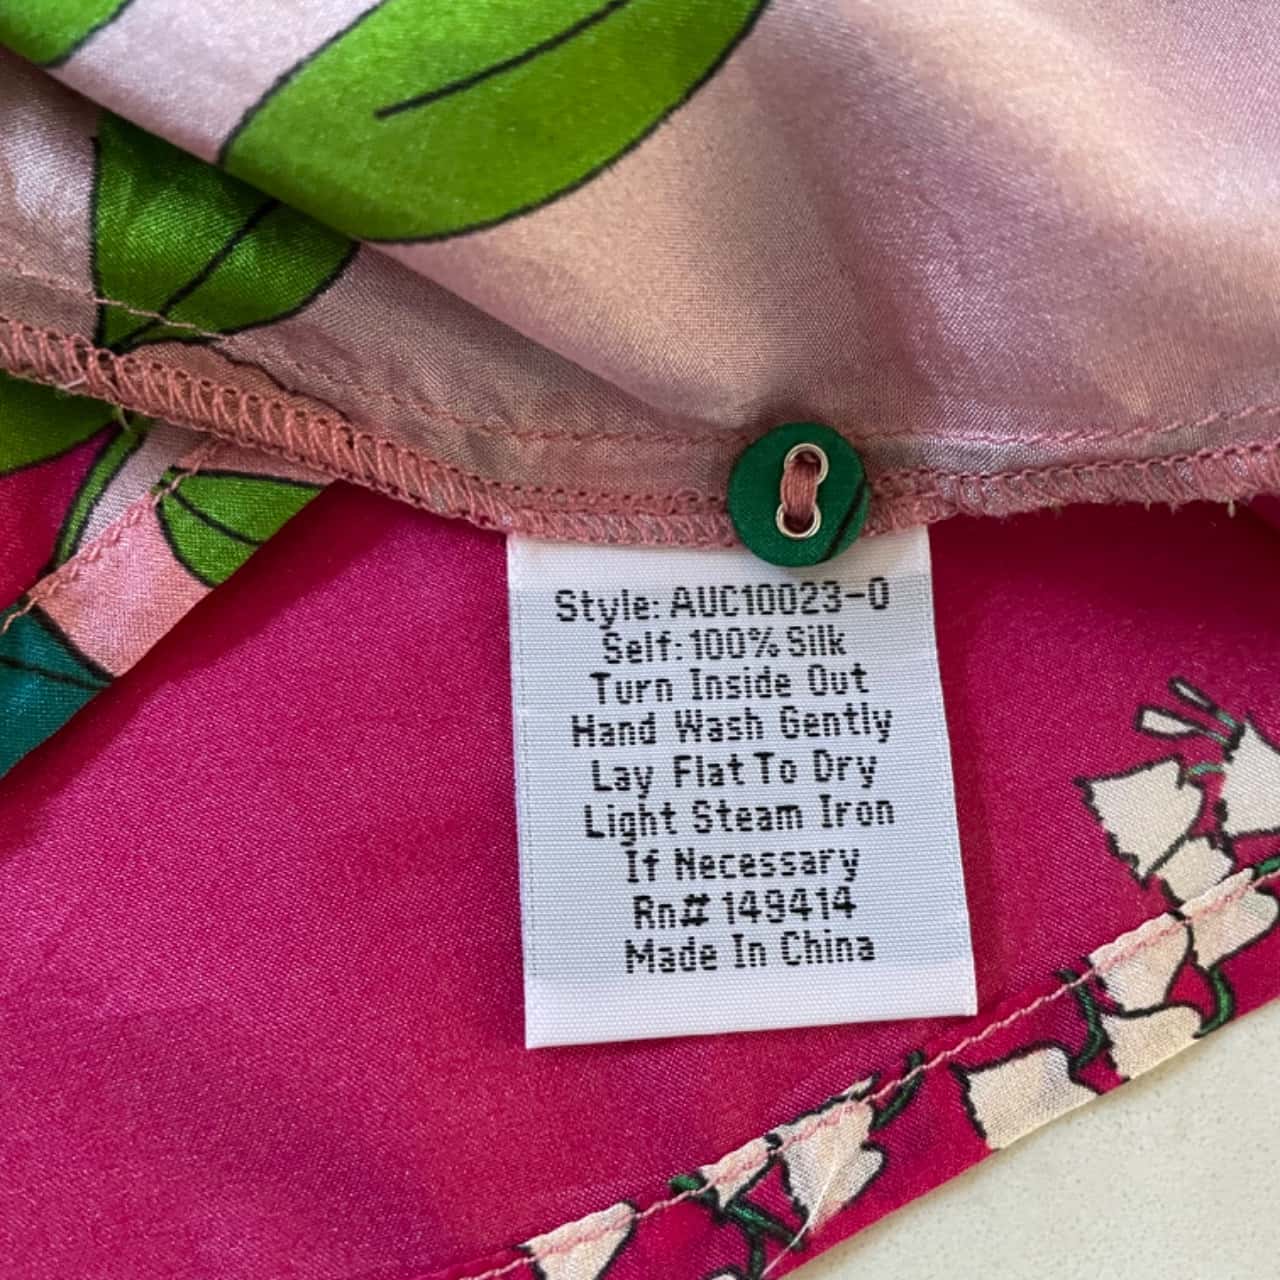 Style: AUC10023-0
Self: 100% Silk
Turn Inside Out
Hand Wash Gently
Lay Flat To Dry
Light Steam Iron
If Necessary
Rn# 149414
Made In China